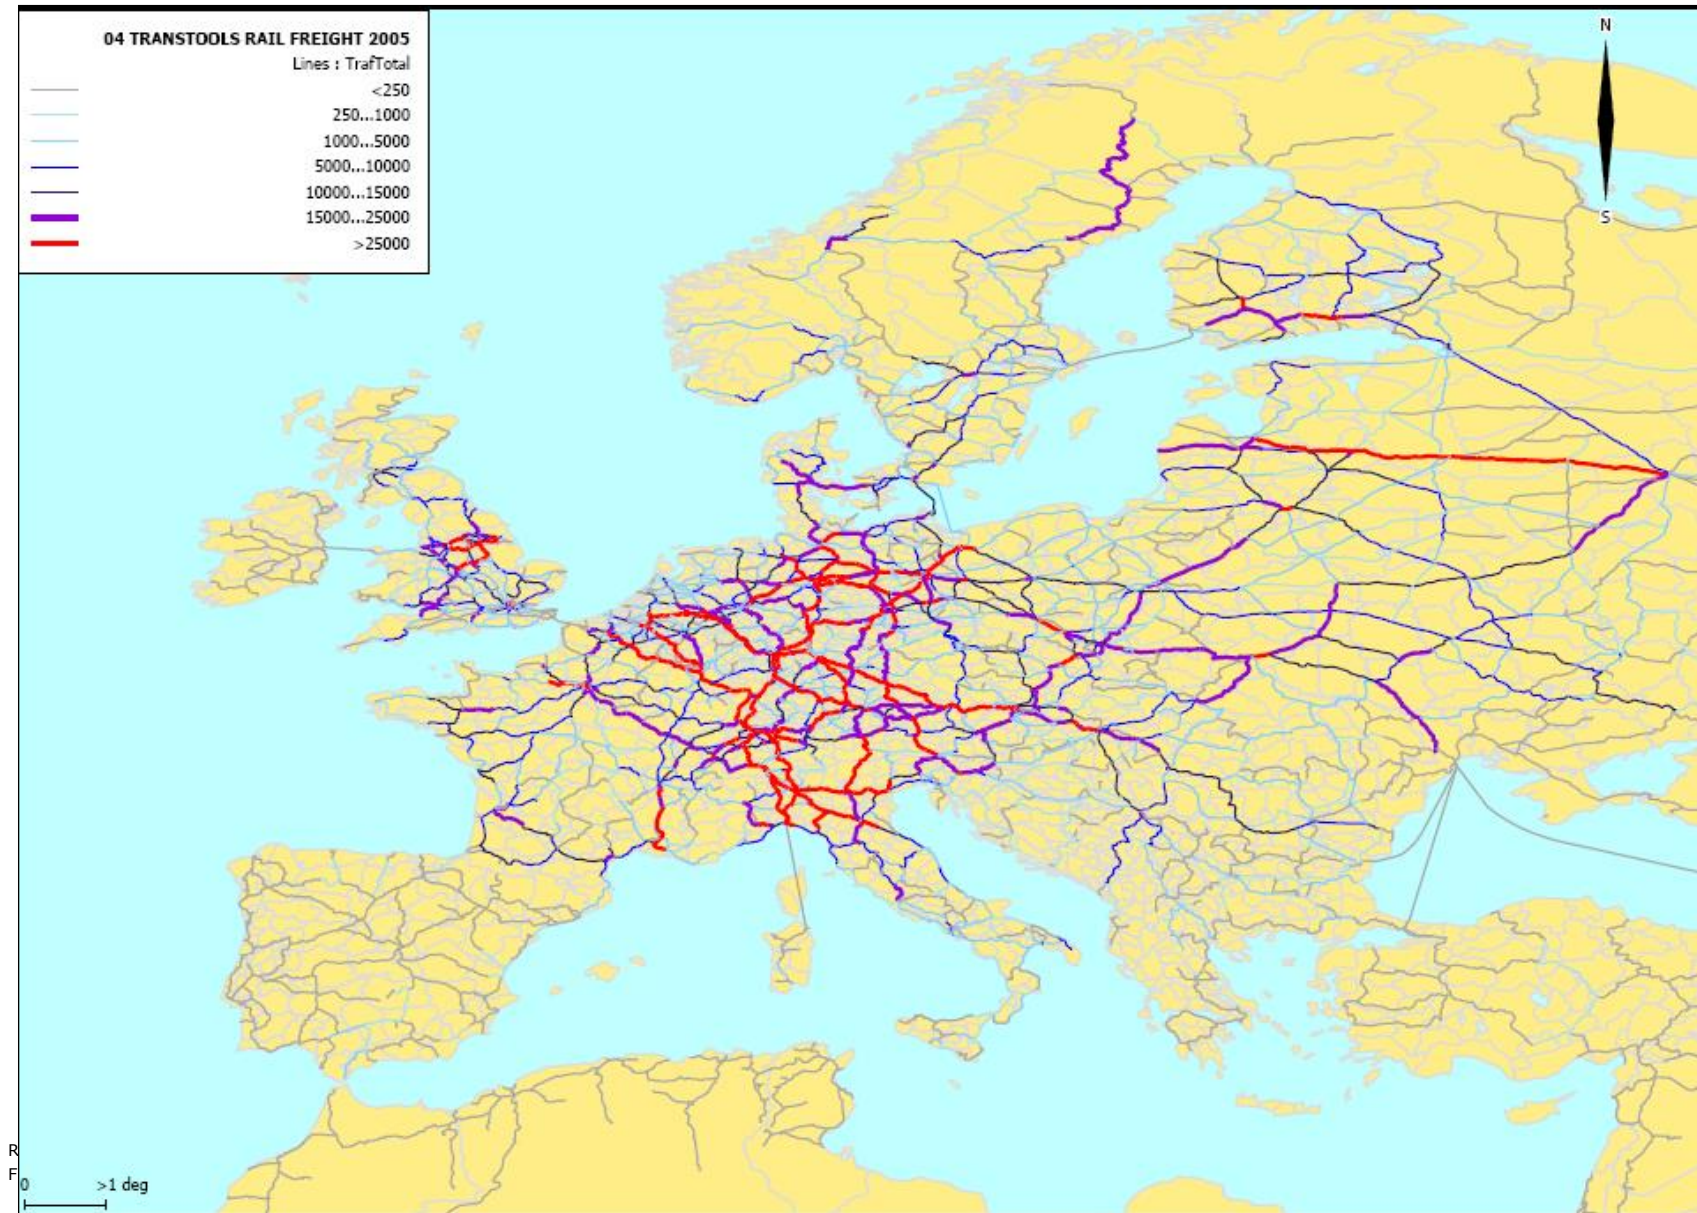 04 TRANSTOOLS RAIL FREIGHT 2005
Lines : TrafTotal
<250
250...1000
1000...5000
5000...10000
10000...15000
15000...25000
>25000
N
S
R
F
0 >1 deg